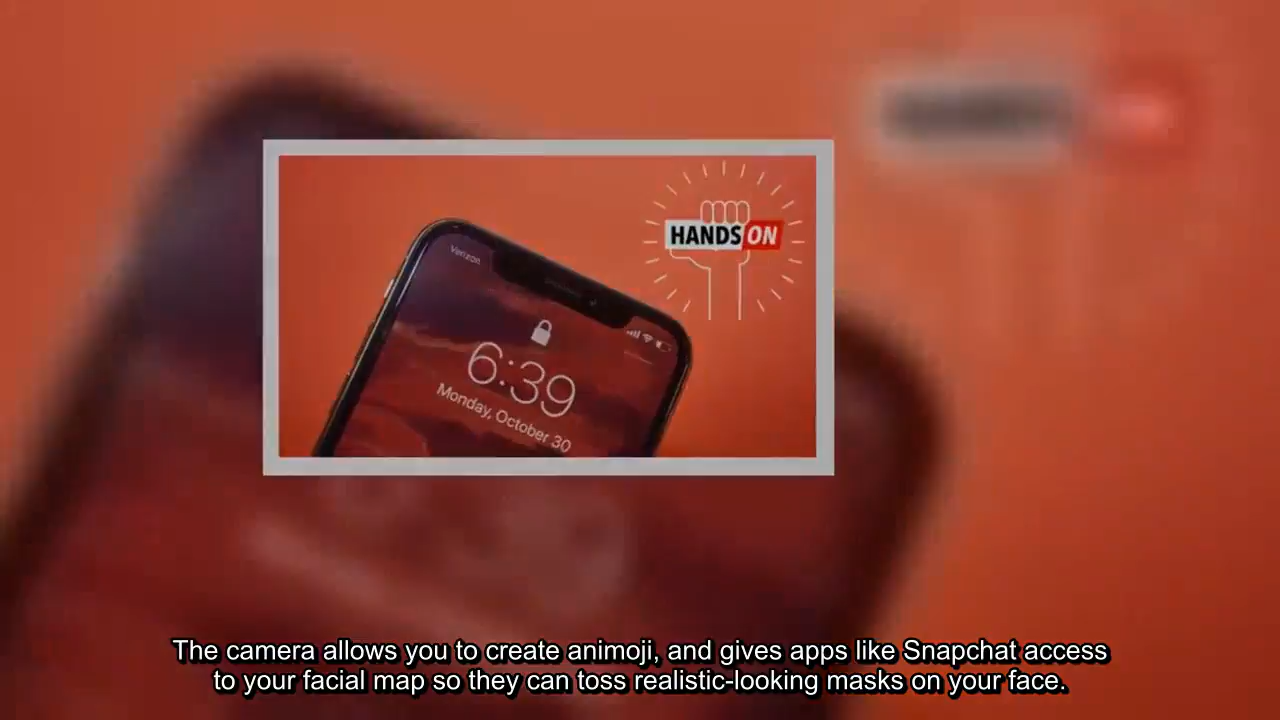 HANDS ON
Verizon
6:39
Monday, October 30
The camera allows you to create animoji, and gives apps like Snapchat access
to your facial map so they can toss realistic-looking masks on your face.